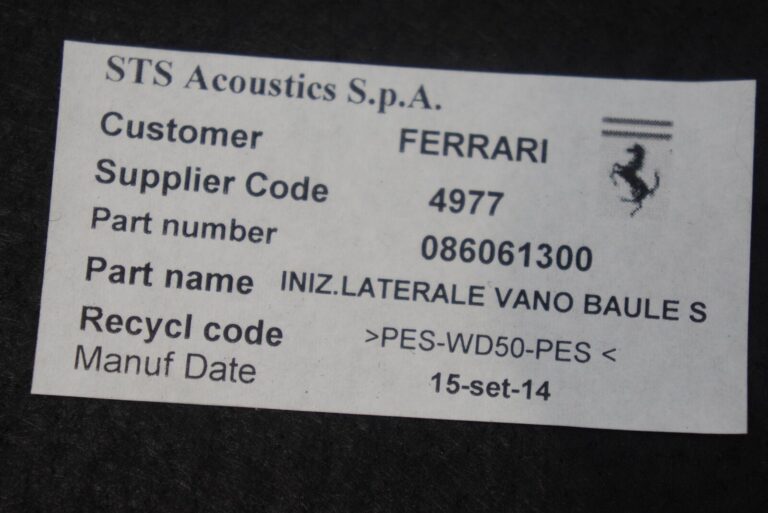 STS Acoustics S.p.A.
Customer FERRARI
Supplier Code 4977
Part number 086061300
Part name INIZ.LATERALE VANO BAULE S
Recycl code >PES-WD50-PES <
Manuf Date 15-set-14